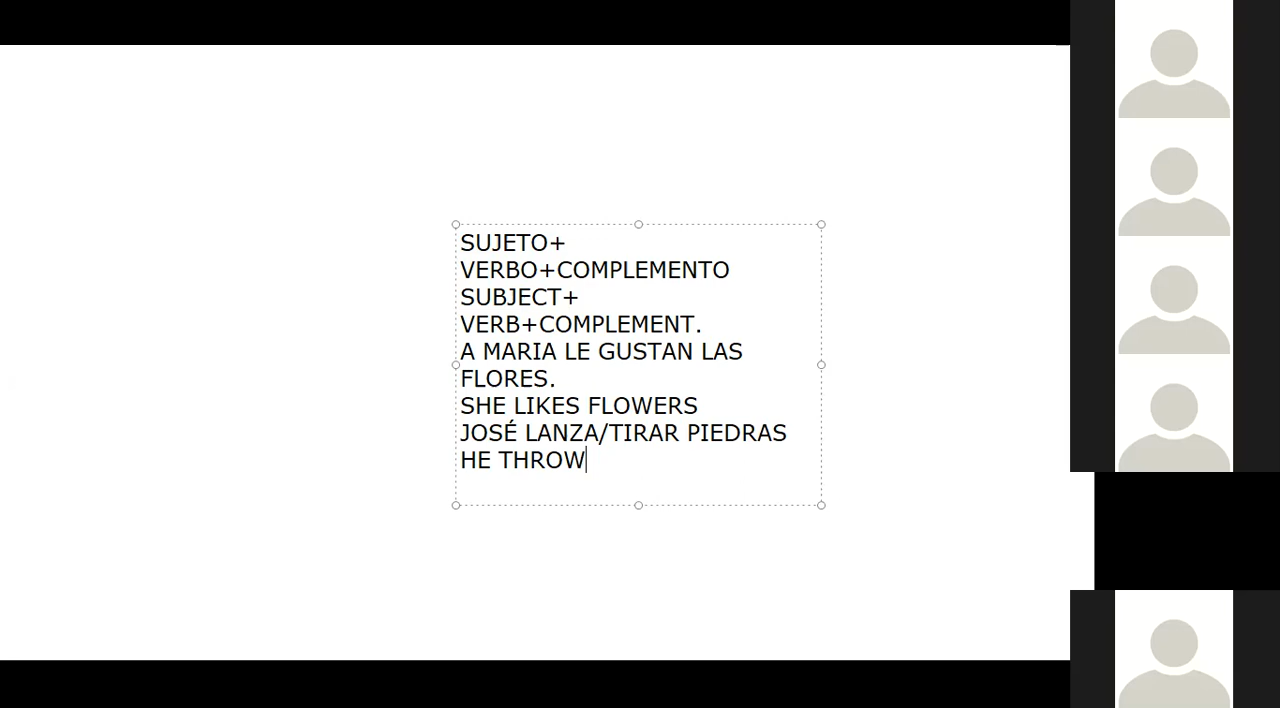 SUJETO+
VERBO+COMPLEMENTO
SUBJECT+
VERB+COMPLEMENT.
A MARIA LE GUSTAN LAS
FLORES.
SHE LIKES FLOWERS
JOSÉ LANZA/TIRAR PIEDRAS
HE THROW